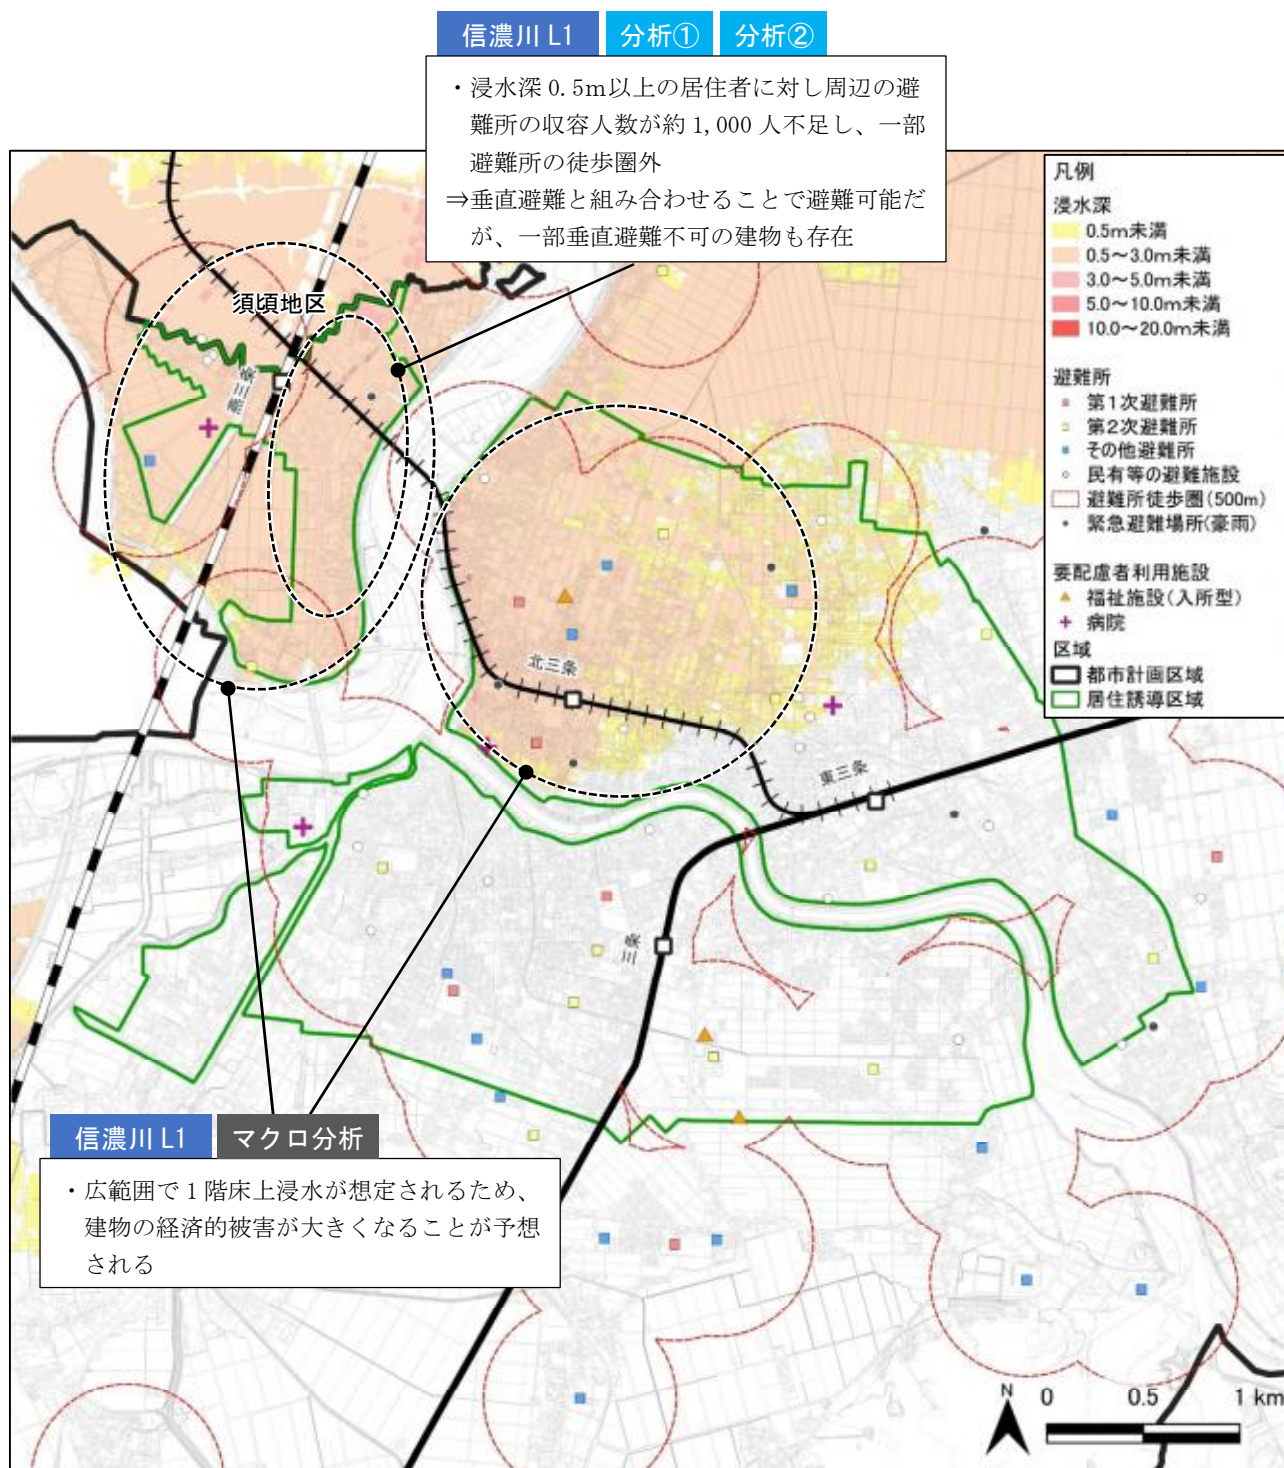 信濃川 L1
分析①
分析②
・浸水深 0.5m以上の居住者に対し周辺の避
難所の収容人数が約 1,000 人不足し、一部
避難所の徒歩圏外
⇒垂直避難と組み合わせることで避難可能だ
が、一部垂直避難不可の建物も存在
凡例
浸水深
0.5m未満
0.5～3.0m未満
3.0～5.0m未満
5.0～10.0m未満
10.0～20.0m未満
避難所
第1次避難所
第2次避難所
その他避難所
民有等の避難施設
避難所徒歩圏(500m)
緊急避難場所(豪雨)
要配慮者利用施設
福祉施設(入所型)
病院
区域
都市計画区域
居住誘導区域
須頃地区
燕三条
北三条
東三条
三条
信濃川 L1
マクロ分析
・広範囲で 1 階床上浸水が想定されるため、
建物の経済的被害が大きくなることが予想
される
N
0 0.5 1 km